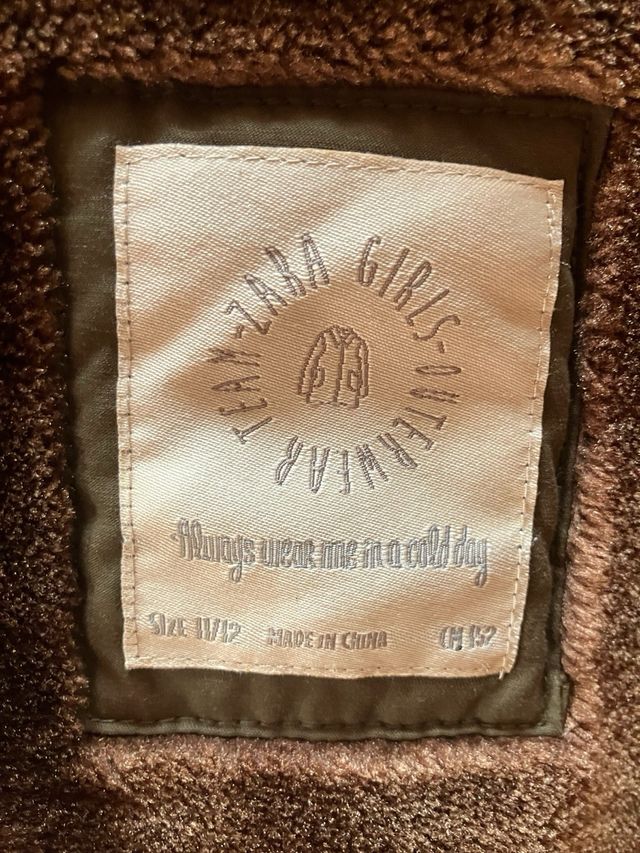 ZARA GIRLS-OUTERWEAR TEAM-
Always wear me in a cold day
SIZE 11/12 MADE IN CHINA CM 152